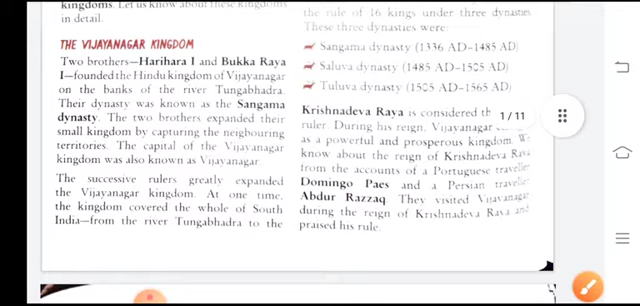 kingdoms. Let us know about these kingdoms
in detail.
THE VIJAYANAGAR KINGDOM
Two brothers—Harihara I and Bukka Raya
I—founded the Hindu kingdom of Vijayanagar
on the banks of the river Tungabhadra.
Their dynasty was known as the Sangama
dynasty. The two brothers expanded their
small kingdom by capturing the neigbouring
territories. The capital of the Vijayanagar
kingdom was also known as Vijayanagar.
The successive rulers greatly expanded
the Vijayanagar kingdom. At one time,
the kingdom covered the whole of South
India—from the river Tungabhadra to the
the rule of 16 kings under three dynasties.
These three dynasties were:
Sangama dynasty (1336 AD-1485 AD)
Saluva dynasty (1485 AD-1505 AD)
Tuluva dynasty (1505 AD-1565 AD)
Krishnadeva Raya is considered th
ruler. During his reign, Vijayanagar
as a powerful and prosperous kingdom. We
know about the reign of Krishnadeva Raya
from the accounts of a Portuguese traveller
Domingo Paes and a Persian traveller
Abdur Razzaq. They visited Vijayanagar
during the reign of Krishnadeva Raya and
praised his rule.
1/11